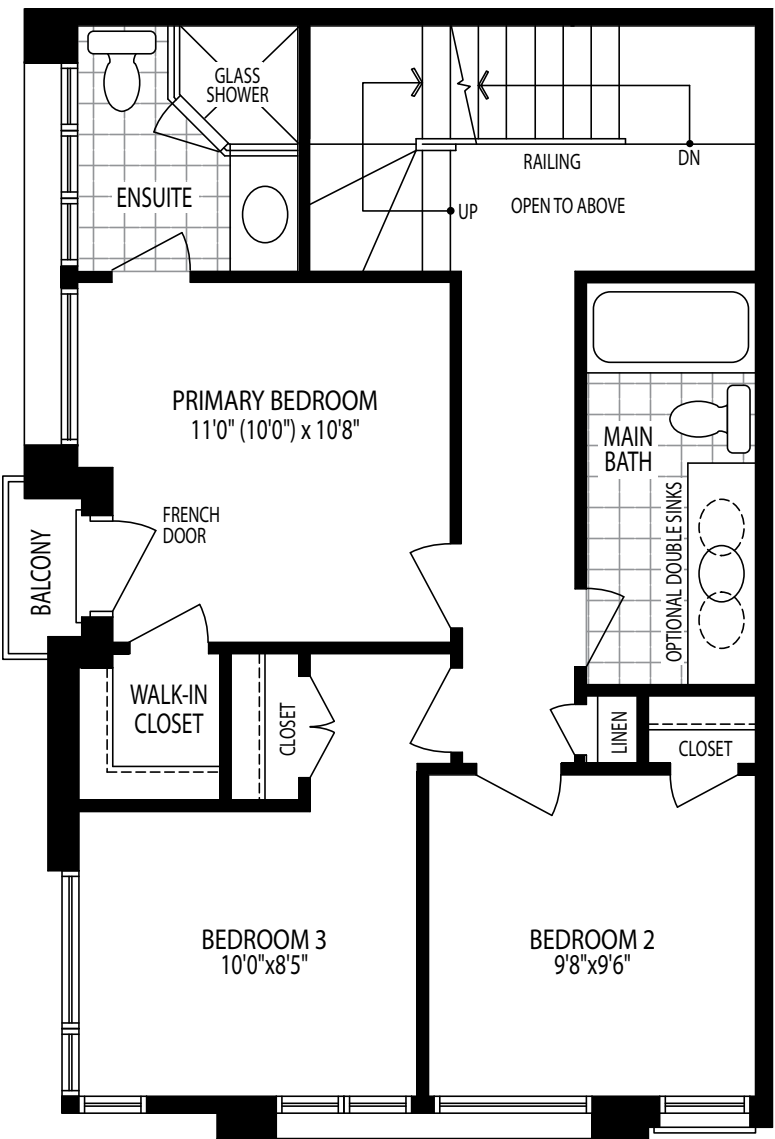 GLASS
SHOWER
ENSUITE
RAILING
DN
UP
OPEN TO ABOVE
PRIMARY BEDROOM
11'0" (10'0") x 10'8"
MAIN
BATH
FRENCH
DOOR
BALCONY
OPTIONAL DOUBLE SINKS
WALK-IN
CLOSET
CLOSET
LINEN
CLOSET
BEDROOM 3
10'0"x8'5"
BEDROOM 2
9'8"x9'6"